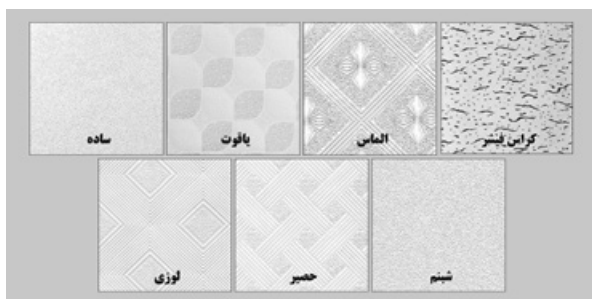 کراس فیشر
الماس
یاقوت
ساده
شبنم
حصیر
لوزی